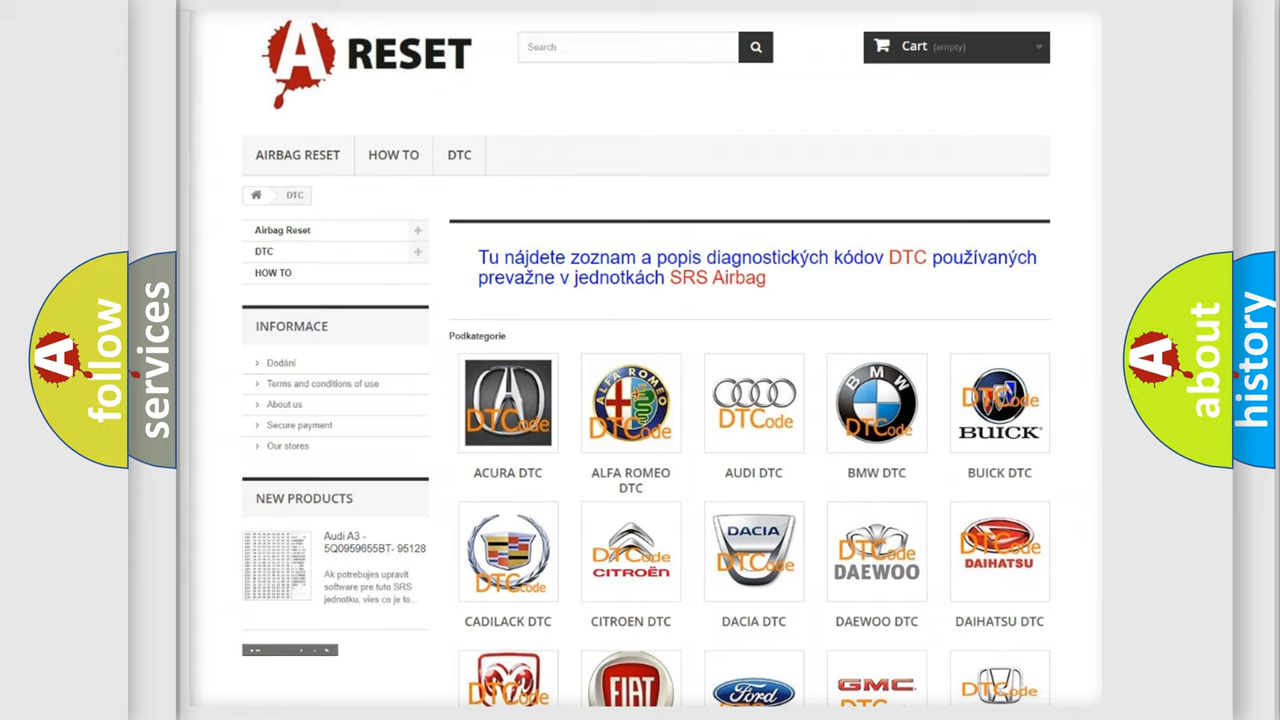 A RESET
Search
Cart (empty)
AIRBAG RESET
HOW TO
DTC
DTC
Airbag Reset
DTC
HOW TO
Tu nájdete zoznam a popis diagnostických kódov DTC používaných
prevažne v jednotkách SRS Airbag
INFORMACE
Dodání
Terms and conditions of use
About us
Secure payment
Our stores
Podkategorie
DTCode
ALFA ROMEO
DTCode
DTCode
BMW
DTCode
DTCode
BUICK
ACURA DTC
ALFA ROMEO
DTC
AUDI DTC
BMW DTC
BUICK DTC
NEW PRODUCTS
Audi A3 -
5Q0959655BT- 95128
Ak potrebujes upravit
software pre tuto SRS
jednotku, vies co je to...
DTCode
DTCode
CITROËN
DACIA
DTCode
DTCode
DAEWOO
DTCode
DAIHATSU
CADILACK DTC
CITROEN DTC
DACIA DTC
DAEWOO DTC
DAIHATSU DTC
DTCode
FIAT
Ford
GMC
DTCode
A follow
services
A about
history